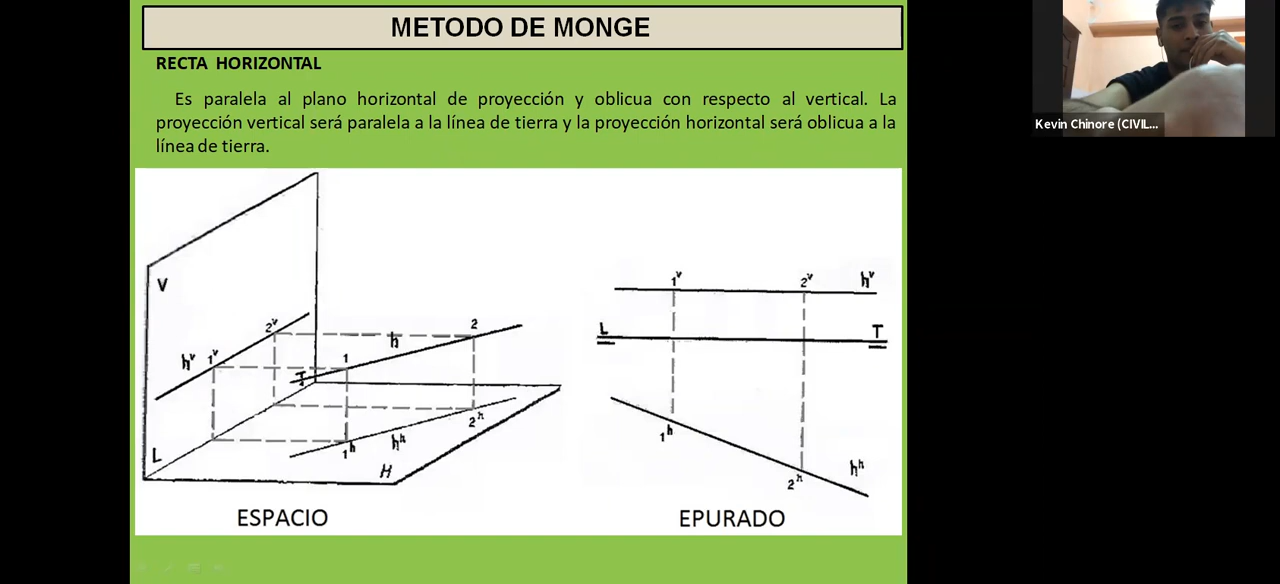 METODO DE MONGE
RECTA HORIZONTAL
Es paralela al plano horizontal de proyección y oblicua con respecto al vertical. La
proyección vertical será paralela a la línea de tierra y la proyección horizontal será oblicua a la
línea de tierra.
Kevin Chinore (CIVIL...
V
2ᵛ
hᵛ 1ᵛ
1
h
2
T
L
1ʰ
hʰ
2ʰ
H
ESPACIO
1ᵛ
2ᵛ
hᵛ
L
T
1ʰ
2ʰ
hʰ
EPURADO